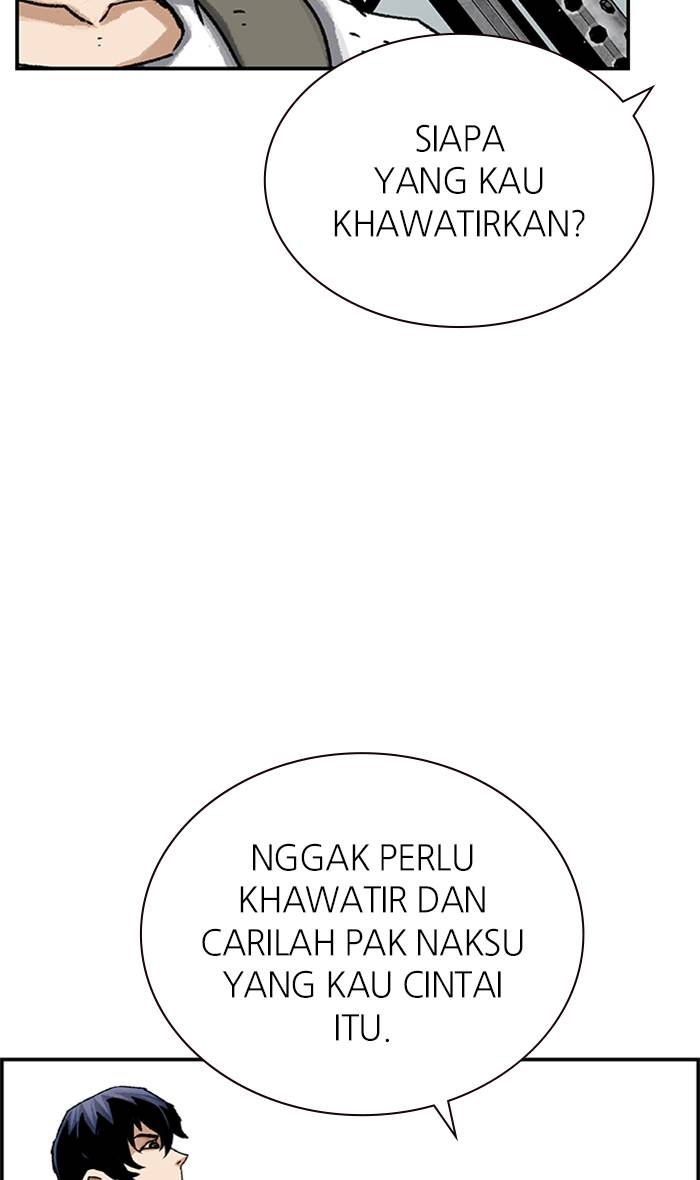 SIAPA
YANG KAU
KHAWATIRKAN?
NGGAK PERLU
KHAWATIR DAN
CARILAH PAK NAKSU
YANG KAU CINTAI
ITU.